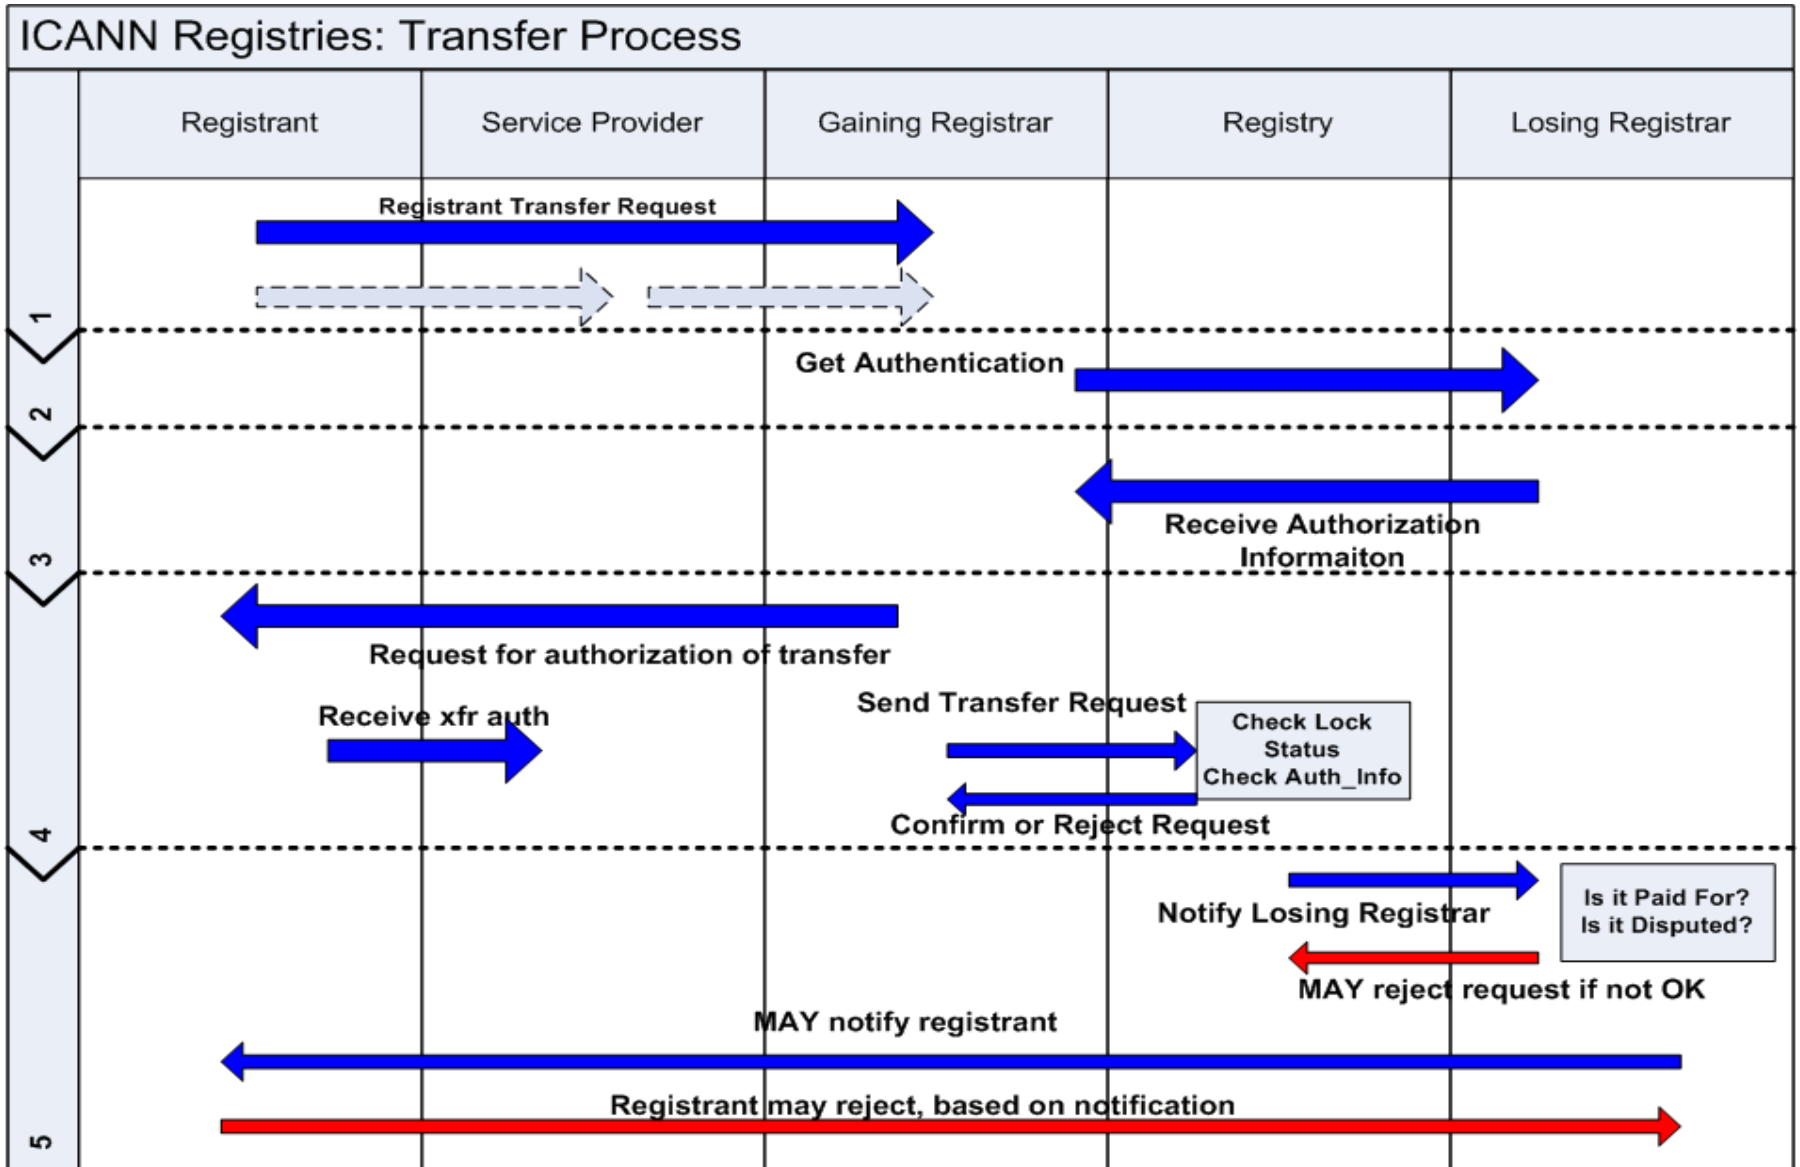 ICANN Registries: Transfer Process
Registrant
Service Provider
Gaining Registrar
Registry
Losing Registrar
Registrant Transfer Request
1
Get Authentication
2
Receive Authorization
Informaiton
3
Request for authorization of transfer
Receive xfr auth
Send Transfer Request
Check Lock
Status
Check Auth_Info
Confirm or Reject Request
4
Notify Losing Registrar
Is it Paid For?
Is it Disputed?
MAY reject request if not OK
MAY notify registrant
Registrant may reject, based on notification
5